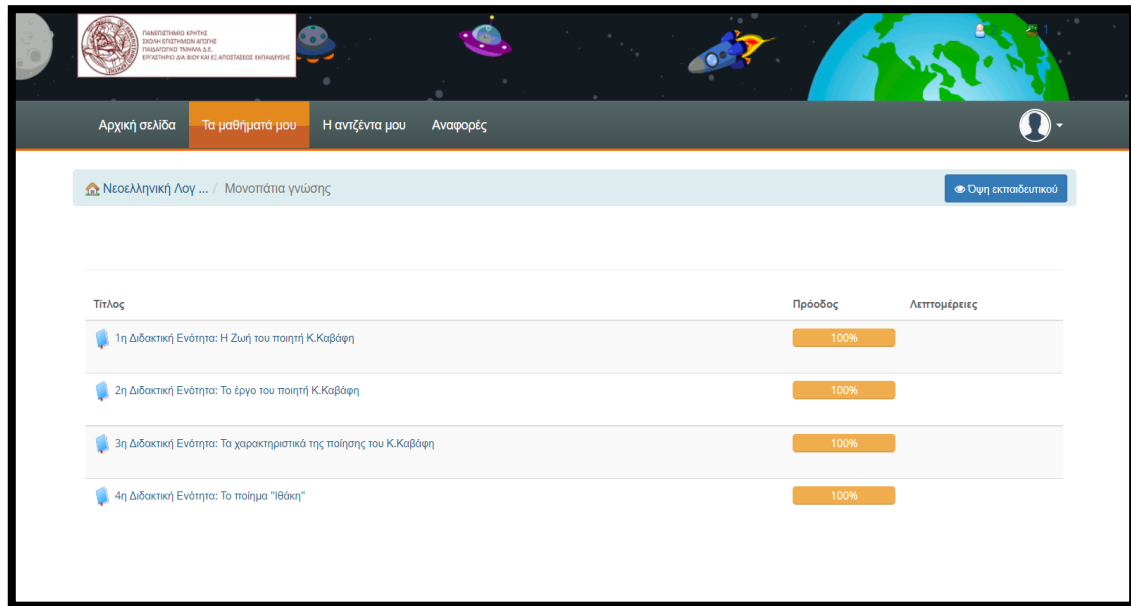 ΠΑΝΕΠΙΣΤΗΜΙΟ ΚΡΗΤΗΣ
ΣΧΟΛΗ ΕΠΙΣΤΗΜΩΝ ΑΓΩΓΗΣ
ΠΑΙΔΑΓΩΓΙΚΟ ΤΜΗΜΑ Δ.Ε.
ΕΡΓΑΣΤΗΡΙΟ ΔΙΑ ΒΙΟΥ ΚΑΙ ΕΞ ΑΠΟΣΤΑΣΕΩΣ ΕΚΠΑΙΔΕΥΣΗΣ
1
Αρχική σελίδα Τα μαθήματά μου Η αντζέντα μου Αναφορές
Νεοελληνική Λογ ... / Μονοπάτια γνώσης Όψη εκπαιδευτικού
Τίτλος Πρόοδος Λεπτομέρειες
1η Διδακτική Ενότητα: Η Ζωή του ποιητή Κ.Καβάφη 100%
2η Διδακτική Ενότητα: Το έργο του ποιητή Κ.Καβάφη 100%
3η Διδακτική Ενότητα: Τα χαρακτηριστικά της ποίησης του Κ.Καβάφη 100%
4η Διδακτική Ενότητα: Το ποίημα "Ιθάκη" 100%